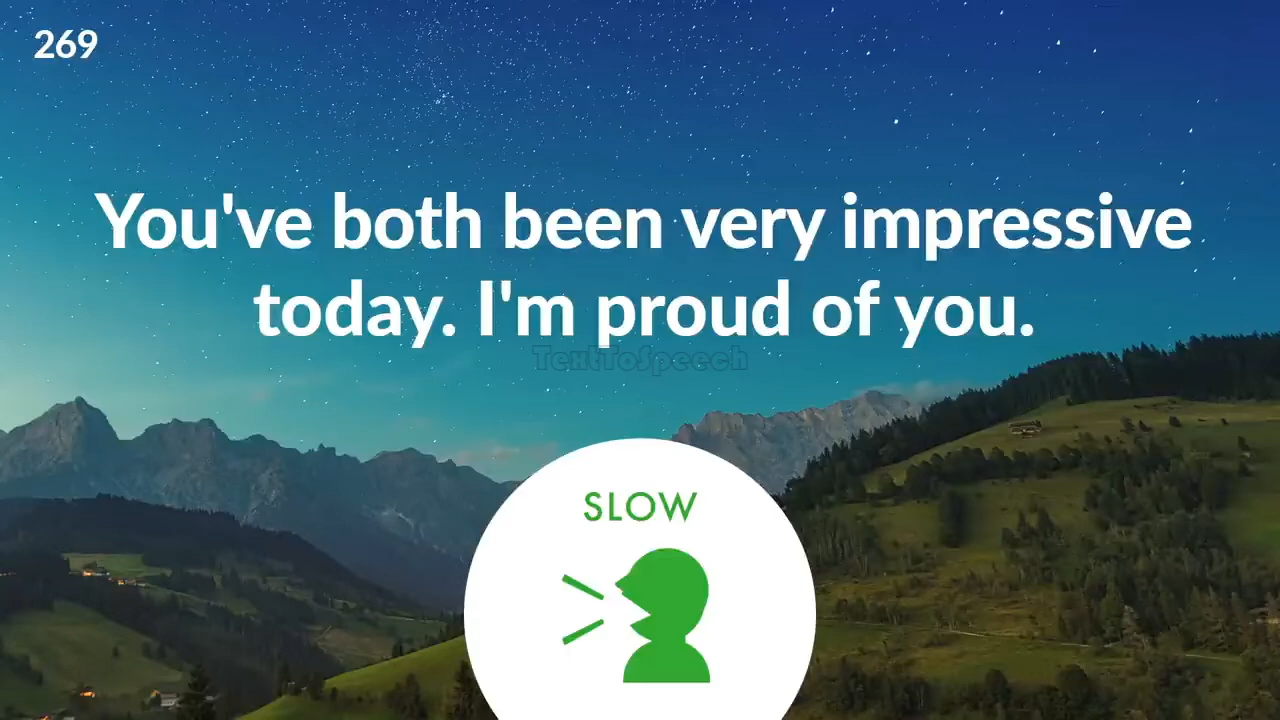 269
You've both been very impressive
today. I'm proud of you.
TextToSpeech
SLOW